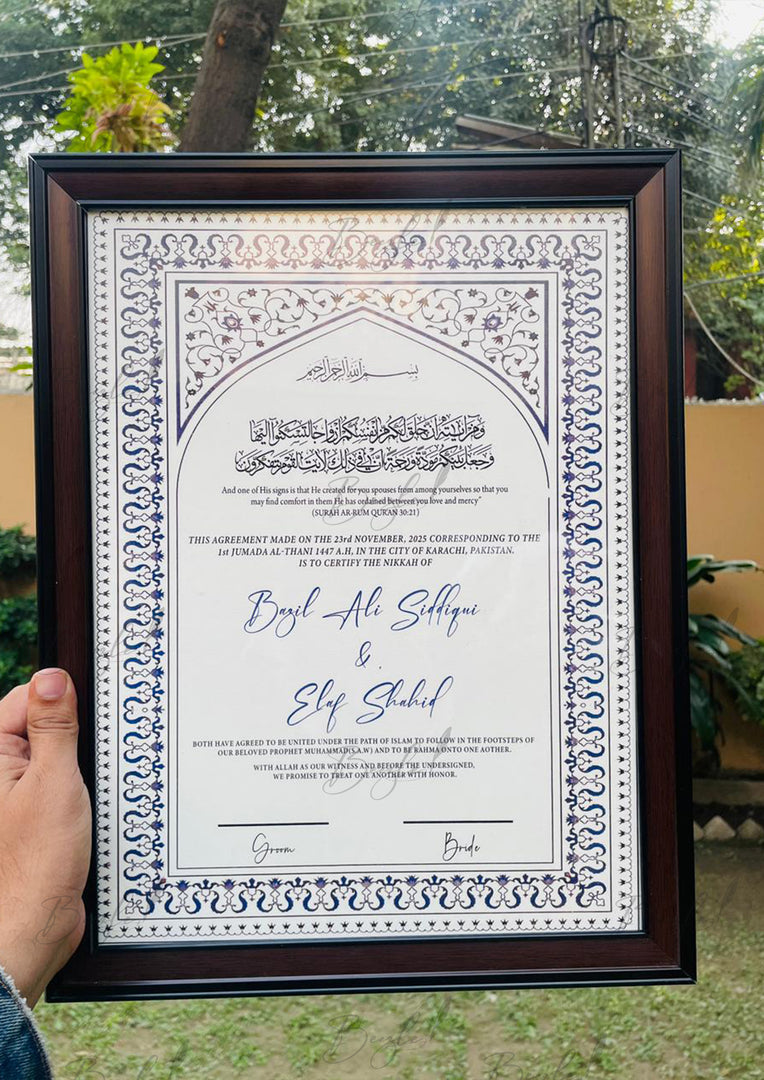 بسم الله الرحمن الرحيم
ومن آياته أن خلق لكم من أنفسكم أزواجا لتسكنوا إليها
وجعل بينكم مودة ورحمة إن في ذلك لآيات لقوم يتفكرون
And one of His signs is that He created for you spouses from among yourselves so that you
may find comfort in them He has ordained between you love and mercy"
(SURAH AR-RUM QURAN 30:21)
THIS AGREEMENT MADE ON THE 23rd NOVEMBER, 2025 CORRESPONDING TO THE
1st JUMADA AL-THANI 1447 A.H, IN THE CITY OF KARACHI, PAKISTAN.
IS TO CERTIFY THE NIKKAH OF
Bazil Ali Siddiqui
&
Elaf Shahid
BOTH HAVE AGREED TO BE UNITED UNDER THE PATH OF ISLAM TO FOLLOW IN THE FOOTSTEPS OF
OUR BELOVED PROPHET MUHAMMAD(S.A.W) AND TO BE RAHMA ONTO ONE AOTHER.
WITH ALLAH AS OUR WITNESS AND BEFORE THE UNDERSIGNED,
WE PROMISE TO TREAT ONE ANOTHER WITH HONOR.
Groom
Bride